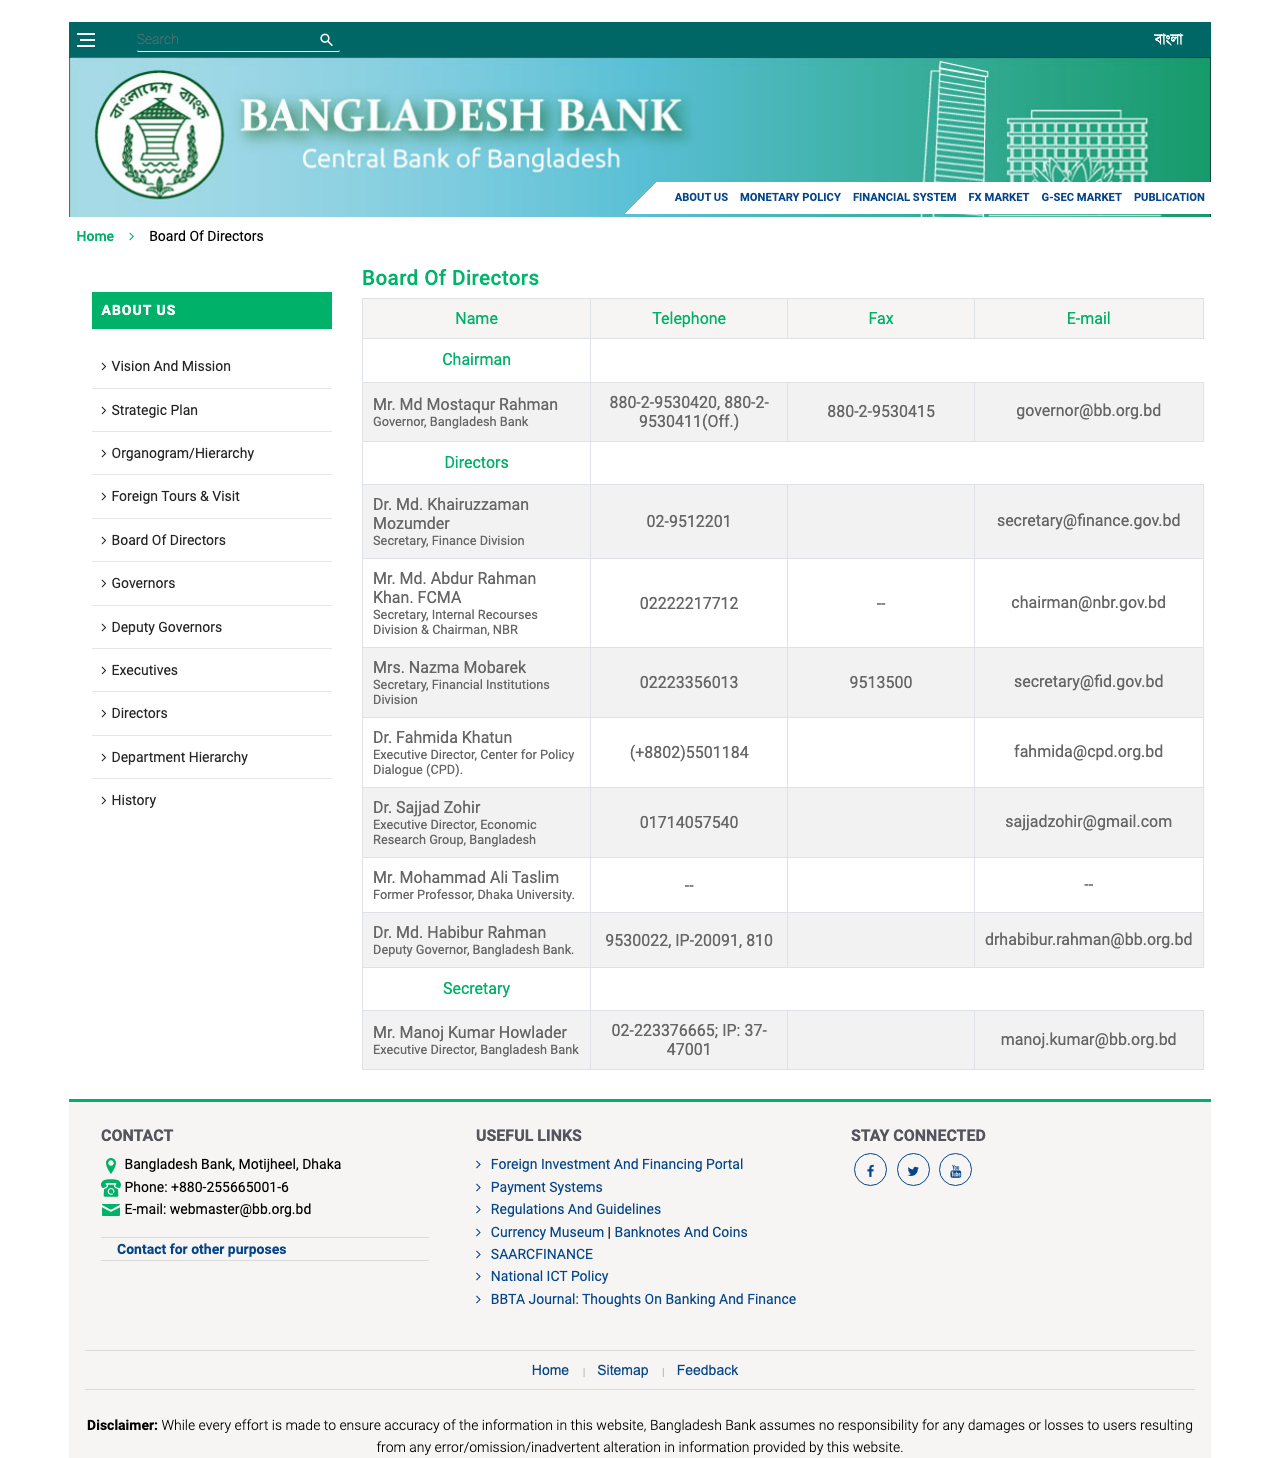 Search
বাংলা
বাংলাদেশ ব্যাংক
BANGLADESH BANK
Central Bank of Bangladesh
ABOUT US MONETARY POLICY FINANCIAL SYSTEM FX MARKET G-SEC MARKET PUBLICATION
Home > Board Of Directors
ABOUT US
Vision And Mission
Strategic Plan
Organogram/Hierarchy
Foreign Tours & Visit
Board Of Directors
Governors
Deputy Governors
Executives
Directors
Department Hierarchy
History
Board Of Directors
Name Telephone Fax E-mail
Chairman
Mr. Md Mostaqur Rahman
Governor, Bangladesh Bank
880-2-9530420, 880-2-
9530411(Off.)
880-2-9530415
governor@bb.org.bd
Directors
Dr. Md. Khairuzzaman
Mozumder
Secretary, Finance Division
02-9512201
secretary@finance.gov.bd
Mr. Md. Abdur Rahman
Khan. FCMA
Secretary, Internal Recourses
Division & Chairman, NBR
02222217712
--
chairman@nbr.gov.bd
Mrs. Nazma Mobarek
Secretary, Financial Institutions
Division
02223356013
9513500
secretary@fid.gov.bd
Dr. Fahmida Khatun
Executive Director, Center for Policy
Dialogue (CPD).
(+8802)5501184
fahmida@cpd.org.bd
Dr. Sajjad Zohir
Executive Director, Economic
Research Group, Bangladesh
01714057540
sajjadzohir@gmail.com
Mr. Mohammad Ali Taslim
Former Professor, Dhaka University.
--
--
Dr. Md. Habibur Rahman
Deputy Governor, Bangladesh Bank.
9530022, IP-20091, 810
drhabibur.rahman@bb.org.bd
Secretary
Mr. Manoj Kumar Howlader
Executive Director, Bangladesh Bank
02-223376665; IP: 37-
47001
manoj.kumar@bb.org.bd
CONTACT
Bangladesh Bank, Motijheel, Dhaka
Phone: +880-255665001-6
E-mail: webmaster@bb.org.bd
Contact for other purposes
USEFUL LINKS
Foreign Investment And Financing Portal
Payment Systems
Regulations And Guidelines
Currency Museum | Banknotes And Coins
SAARCFINANCE
National ICT Policy
BBTA Journal: Thoughts On Banking And Finance
STAY CONNECTED
Home | Sitemap | Feedback
Disclaimer: While every effort is made to ensure accuracy of the information in this website, Bangladesh Bank assumes no responsibility for any damages or losses to users resulting
from any error/omission/inadvertent alteration in information provided by this website.